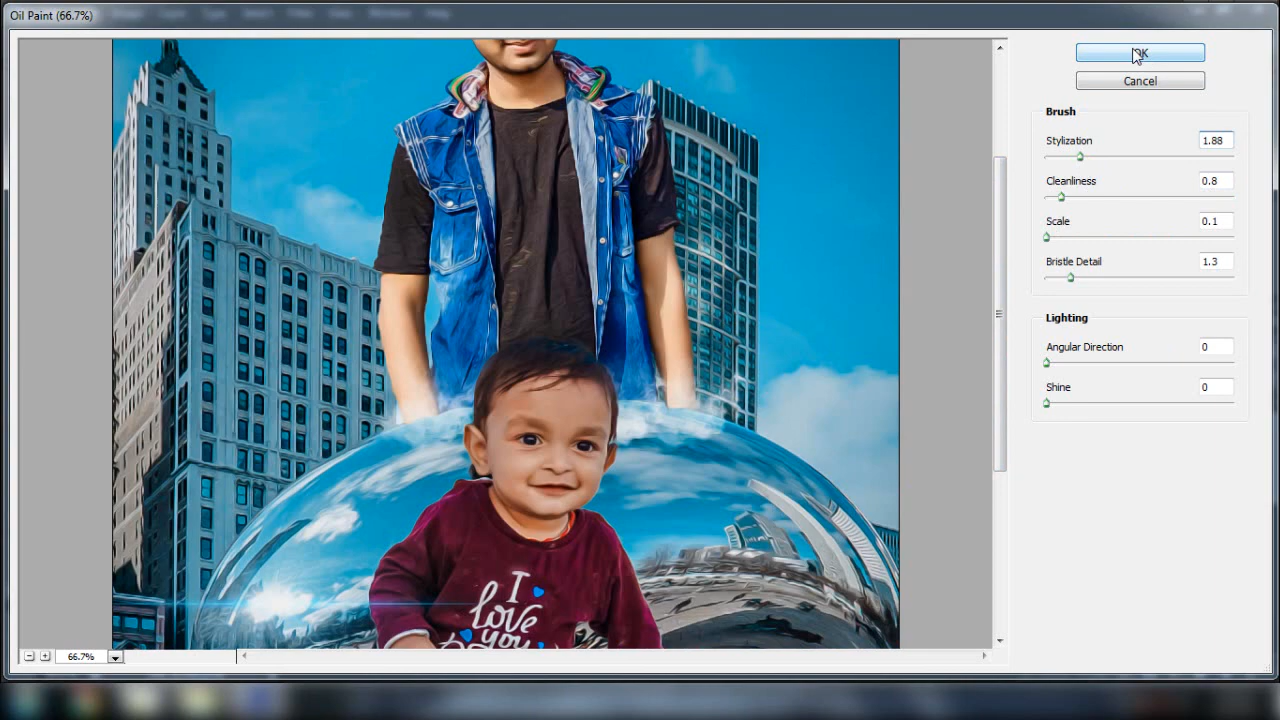 Oil Paint (66.7%)
OK
Cancel
Brush
Stylization 1.88
Cleanliness 0.8
Scale 0.1
Bristle Detail 1.3
Lighting
Angular Direction 0
Shine 0
I
love
you
66.7%